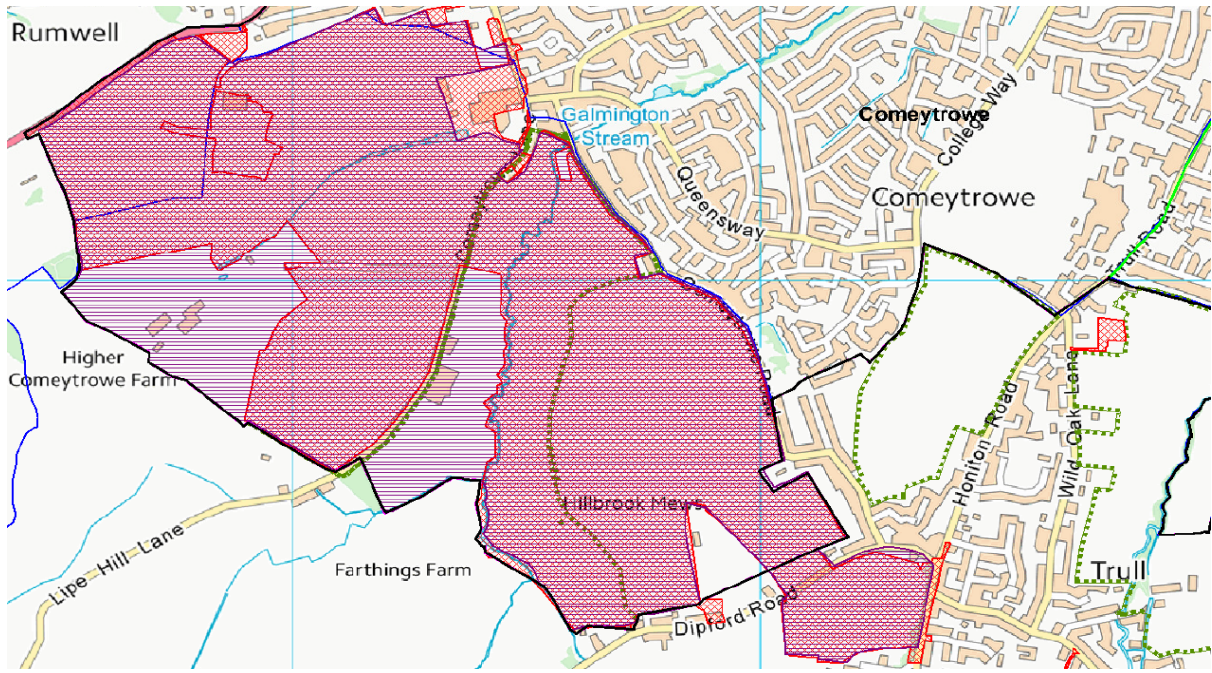 Rumwell
Galmington
Stream
Comeytrowe
College Way
Queensway
Comeytrowe
Trull Road
Higher
Comeytrowe Farm
Honiton Road
Wild Oak Lane
Hillbrook Mews
Lipe Hill Lane
Farthings Farm
Trull
Dipford Road